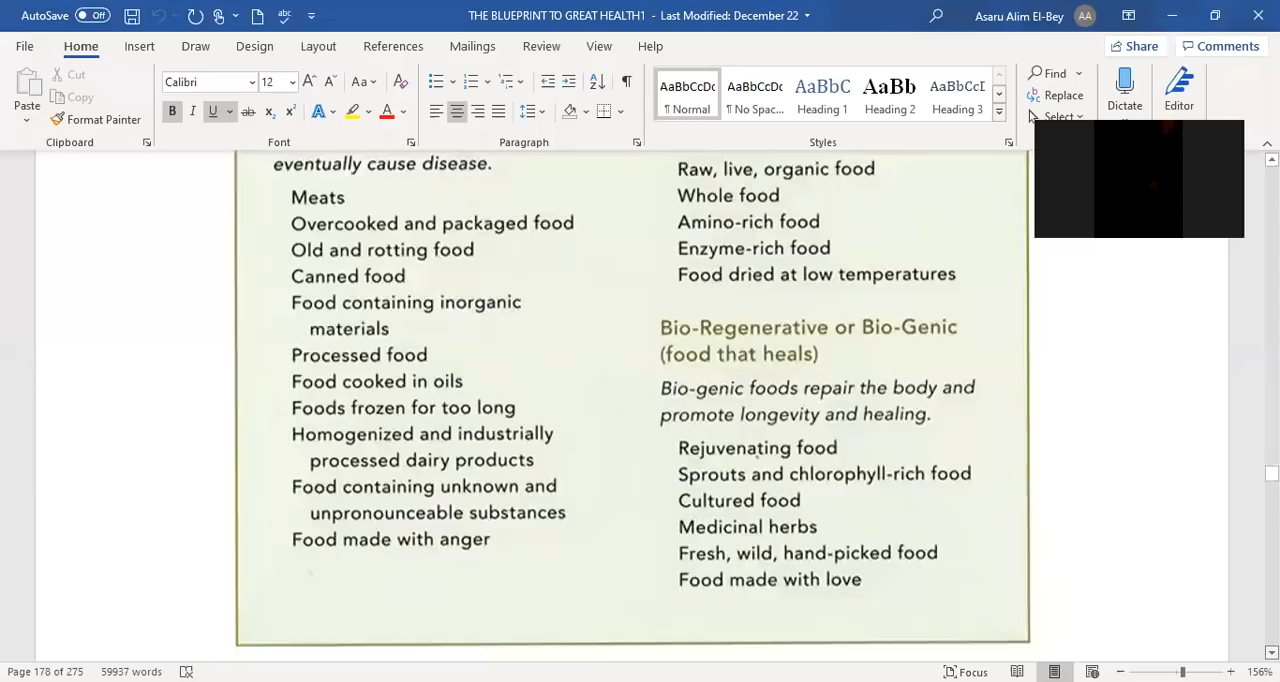 AutoSave Off
THE BLUEPRINT TO GREAT HEALTH1 - Last Modified: December 22
Asaru Alim El-Bey AA
File Home Insert Draw Design Layout References Mailings Review View Help
Share Comments
Paste
Cut
Copy
Format Painter
Calibri 12
AaBbCcDc AaBbCcDc AaBbC AaBb AaBbCcI
¶ Normal ¶ No Spac... Heading 1 Heading 2 Heading 3
Find
Replace
Select
Dictate
Editor
Clipboard Font Paragraph Styles
eventually cause disease.
Meats
Overcooked and packaged food
Old and rotting food
Canned food
Food containing inorganic
materials
Processed food
Food cooked in oils
Foods frozen for too long
Homogenized and industrially
processed dairy products
Food containing unknown and
unpronounceable substances
Food made with anger
Raw, live, organic food
Whole food
Amino-rich food
Enzyme-rich food
Food dried at low temperatures
Bio-Regenerative or Bio-Genic
(food that heals)
Bio-genic foods repair the body and
promote longevity and healing.
Rejuvenating food
Sprouts and chlorophyll-rich food
Cultured food
Medicinal herbs
Fresh, wild, hand-picked food
Food made with love
Page 178 of 275 59937 words
Focus
156%